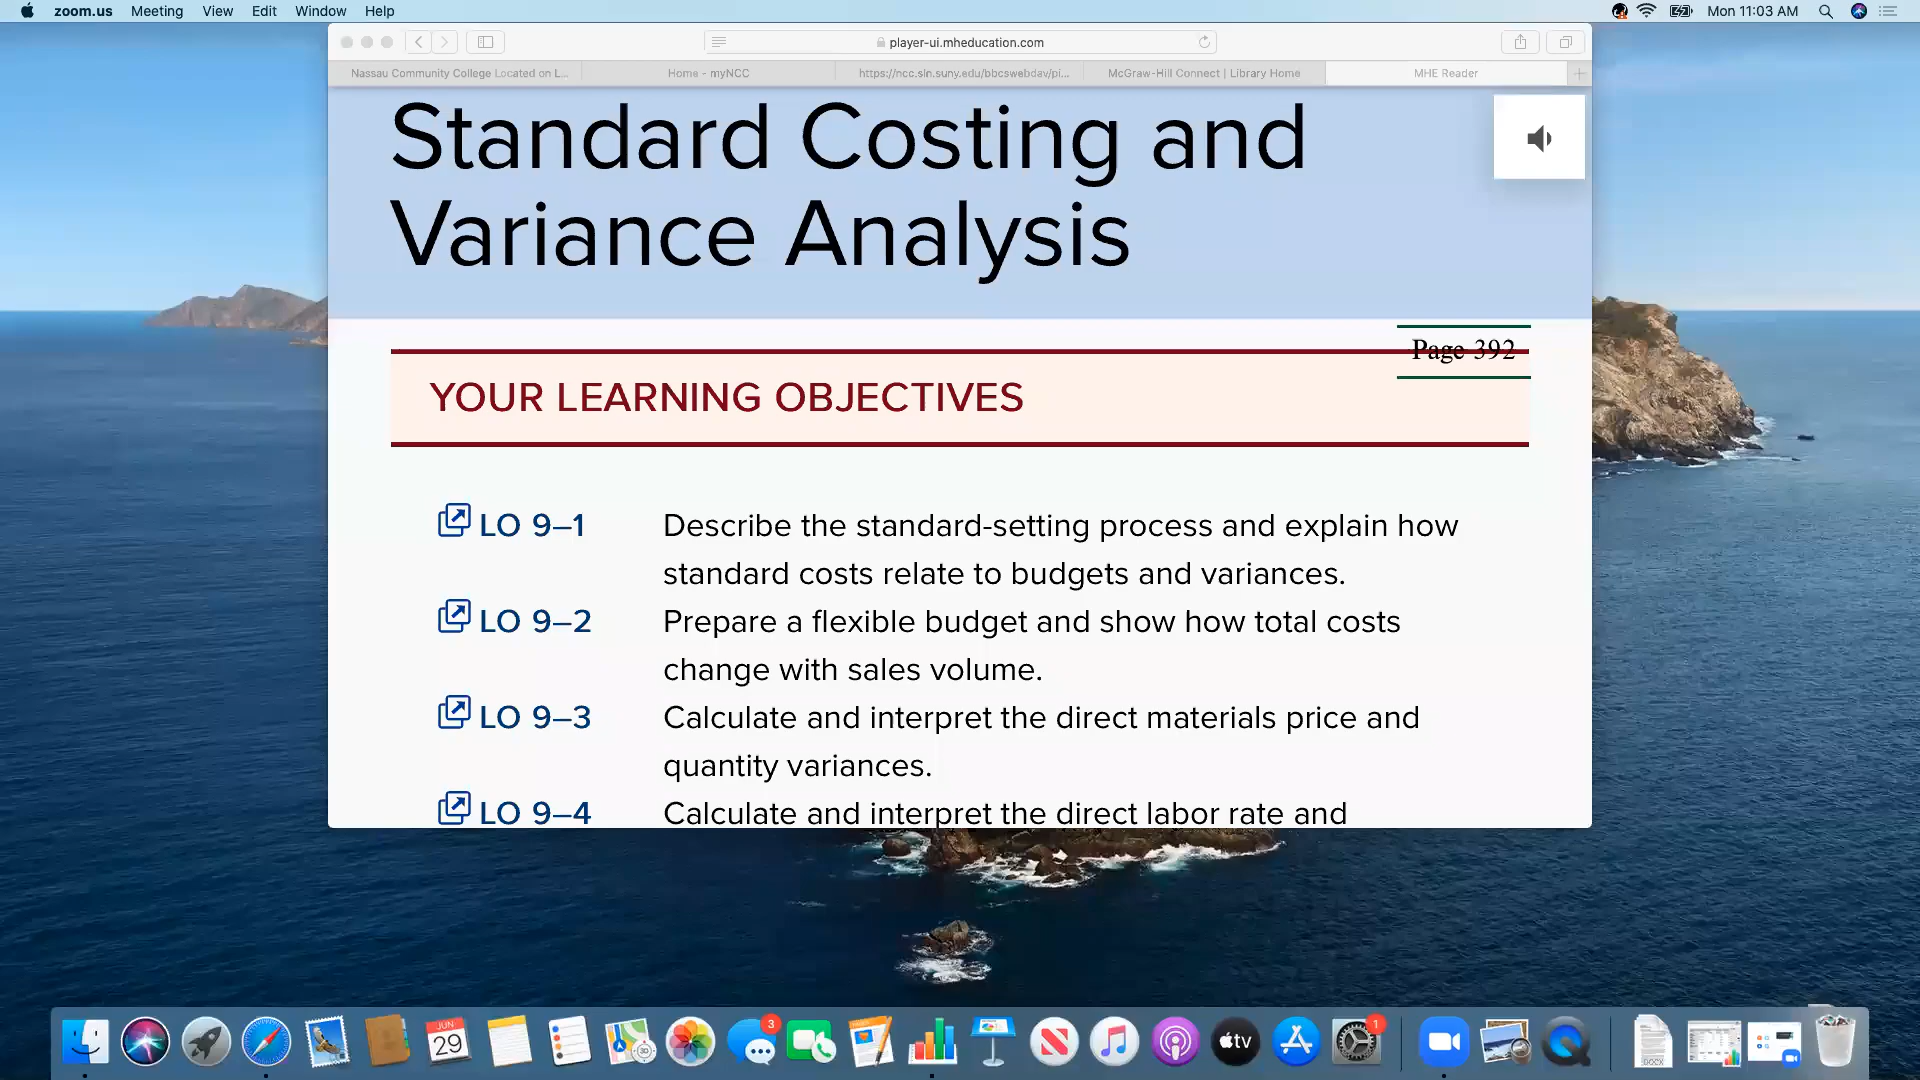 zoom.us Meeting View Edit Window Help Mon 11:03 AM
player-ui.mheducation.com
Nassau Community College Located on L... Home - myNCC https://ncc.sln.suny.edu/bbcswebdav/pi... McGraw-Hill Connect | Library Home MHE Reader
Standard Costing and
Variance Analysis
Page 392
YOUR LEARNING OBJECTIVES
LO 9–1 Describe the standard-setting process and explain how
standard costs relate to budgets and variances.
LO 9–2 Prepare a flexible budget and show how total costs
change with sales volume.
LO 9–3 Calculate and interpret the direct materials price and
quantity variances.
LO 9–4 Calculate and interpret the direct labor rate and
JUN
29
3
tv
1
DOCX